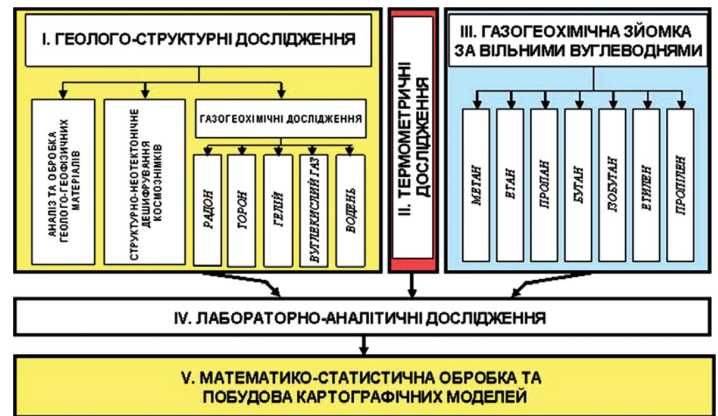 І. ГЕОЛОГО-СТРУКТУРНІ ДОСЛІДЖЕННЯ
АНАЛІЗ ТА ОБРОБКА
ГЕОЛОГО-ГЕОФІЗИЧНИХ
МАТЕРІАЛІВ
СТРУКТУРНО-НЕОТЕКТОНІЧНЕ
ДЕШИФРУВАННЯ
КОСМОЗНІМКІВ
ГАЗОГЕОХІМІЧНІ ДОСЛІДЖЕННЯ
РАДОН
ТОРОН
ГЕЛІЙ
ВУГЛЕКИСЛИЙ ГАЗ
ВОДЕНЬ
ІІ. ТЕРМОМЕТРИЧНІ
ДОСЛІДЖЕННЯ
ІІІ. ГАЗОГЕОХІМІЧНА ЗЙОМКА
ЗА ВІЛЬНИМИ ВУГЛЕВОДНЯМИ
МЕТАН
ЕТАН
ПРОПАН
БУТАН
ІЗОБУТАН
ЕТИЛЕН
ПРОПІЛЕН
IV. ЛАБОРАТОРНО-АНАЛІТИЧНІ ДОСЛІДЖЕННЯ
V. МАТЕМАТИКО-СТАТИСТИЧНА ОБРОБКА ТА
ПОБУДОВА КАРТОГРАФІЧНИХ МОДЕЛЕЙ